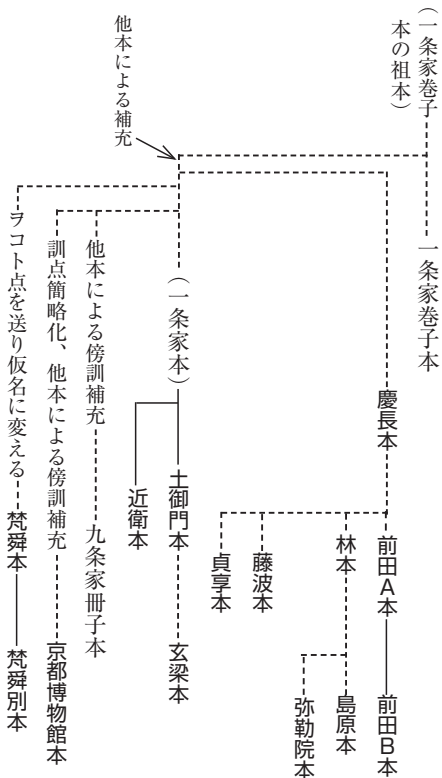 （一条家巻子
本の祖本）
一条家巻子本
慶長本
前田A本
前田B本
林本
島原本
弥勒院本
藤波本
貞享本
他本による補充
（一条家本）
土御門本
玄梁本
近衛本
他本による傍訓補充
九条家冊子本
訓点簡略化、他本による傍訓補充
京都博物館本
ヲコト点を送り仮名に変える
梵舜本
梵舜別本